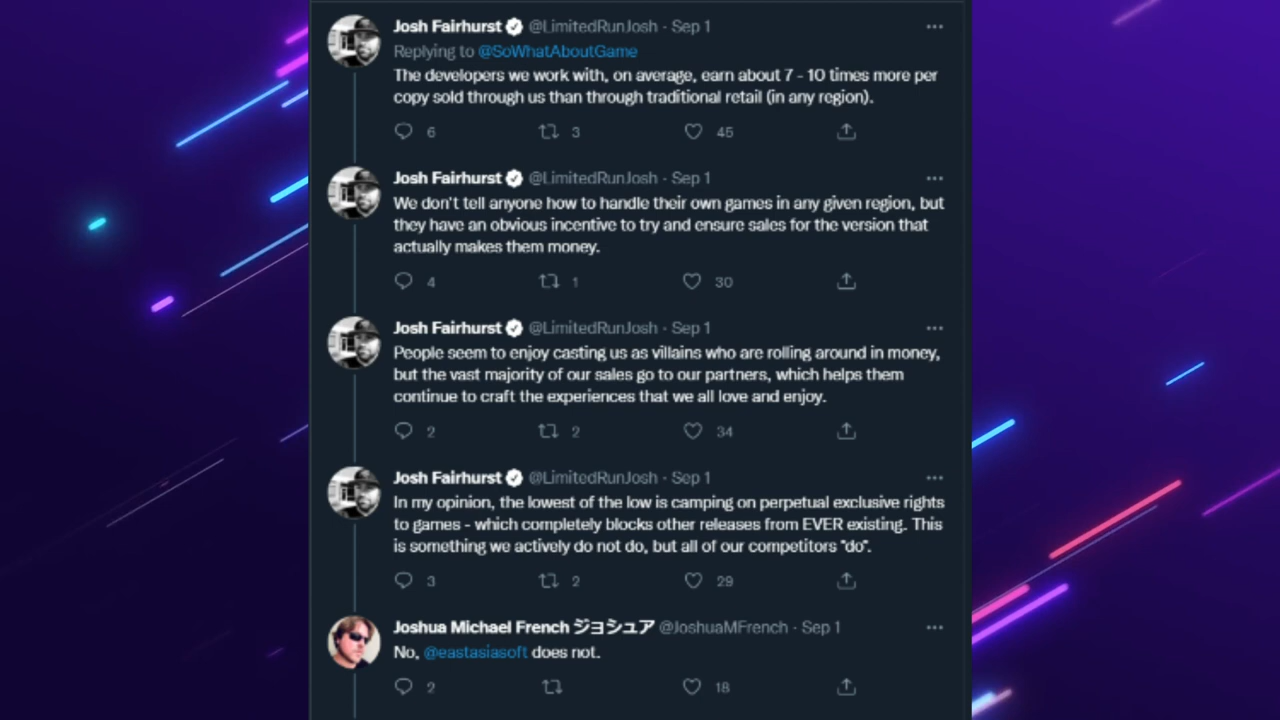 Josh Fairhurst @LimitedRunJosh · Sep 1
Replying to @SoWhatAboutGame
The developers we work with, on average, earn about 7 - 10 times more per
copy sold through us than through traditional retail (in any region).
6 3 45
Josh Fairhurst @LimitedRunJosh · Sep 1
We don't tell anyone how to handle their own games in any given region, but
they have an obvious incentive to try and ensure sales for the version that
actually makes them money.
4 1 30
Josh Fairhurst @LimitedRunJosh · Sep 1
People seem to enjoy casting us as villains who are rolling around in money,
but the vast majority of our sales go to our partners, which helps them
continue to craft the experiences that we all love and enjoy.
2 2 34
Josh Fairhurst @LimitedRunJosh · Sep 1
In my opinion, the lowest of the low is camping on perpetual exclusive rights
to games - which completely blocks other releases from EVER existing. This
is something we actively do not do, but all of our competitors "do".
3 2 29
Joshua Michael French ジョシュア @JoshuaMFrench · Sep 1
No, @eastasiasoft does not.
2 18